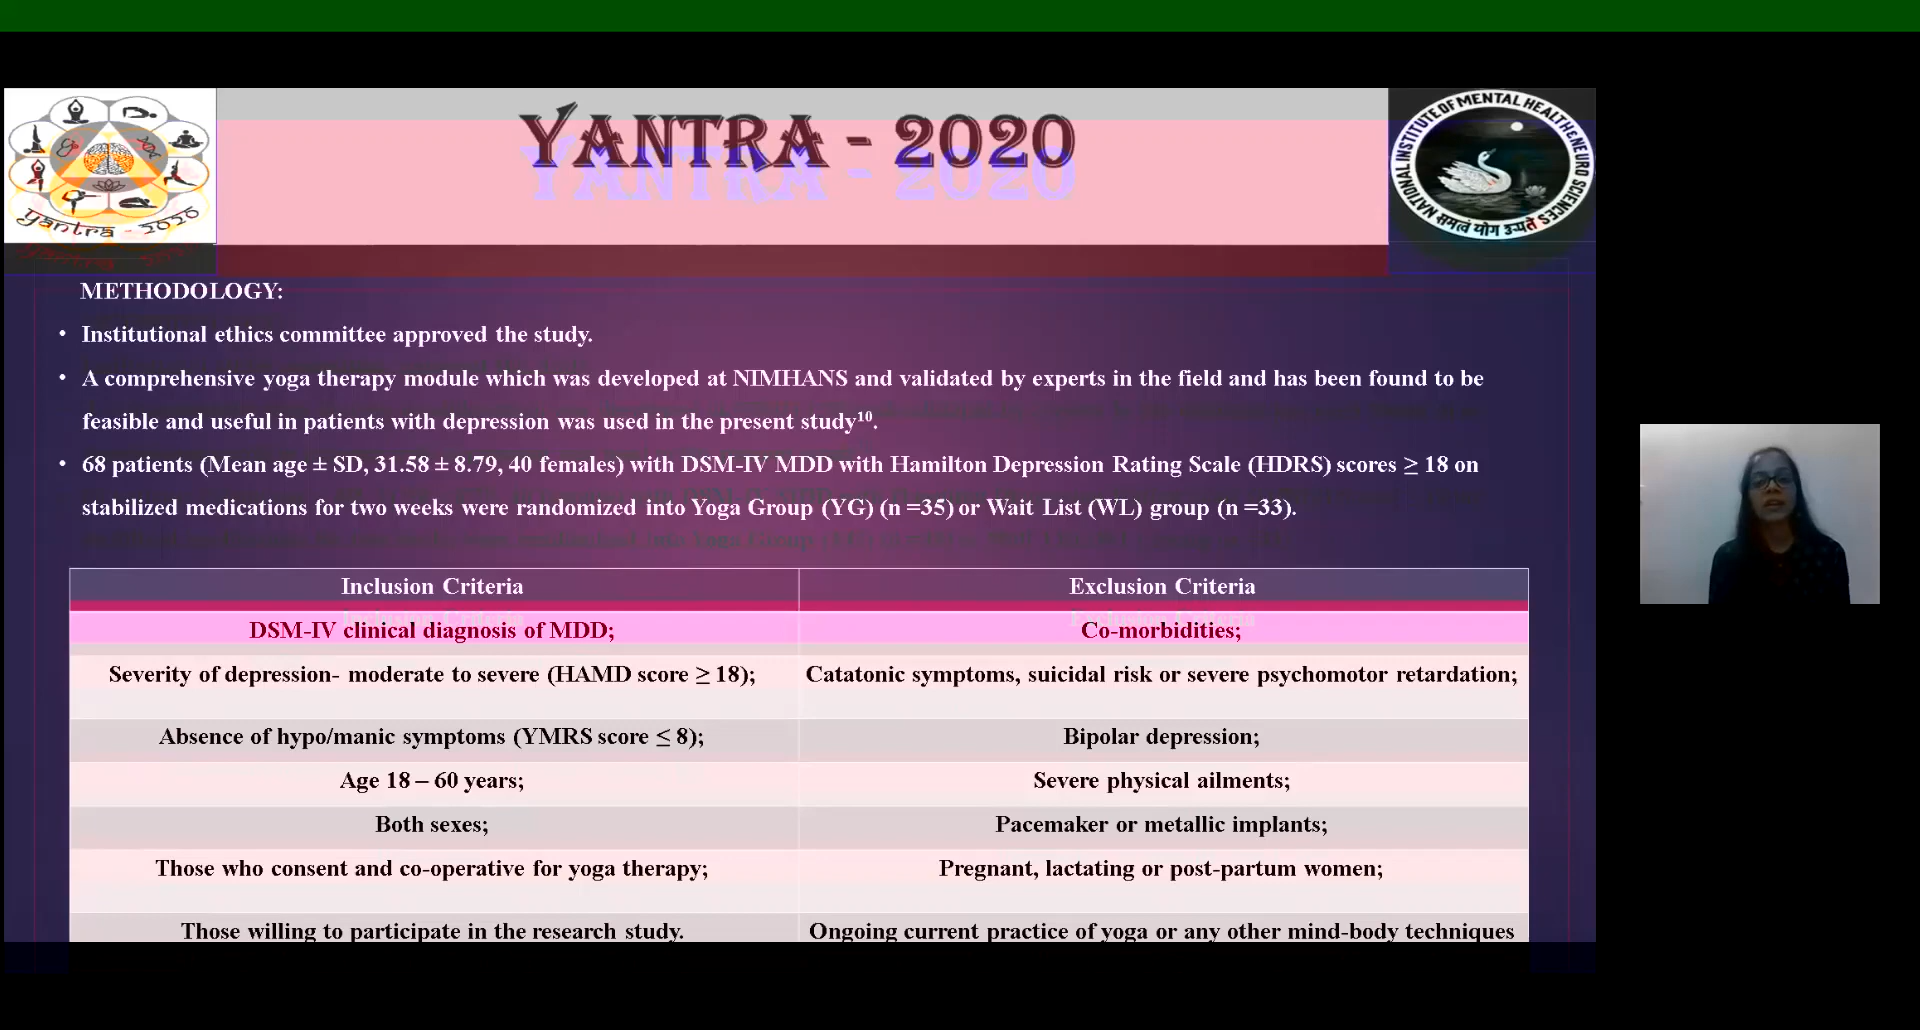 YANTRA - 2020
Yantra - 2020
NATIONAL INSTITUTE OF MENTAL HEALTH & NEURO SCIENCES
समत्वं योग उच्यते
METHODOLOGY:
• Institutional ethics committee approved the study.
• A comprehensive yoga therapy module which was developed at NIMHANS and validated by experts in the field and has been found to be
feasible and useful in patients with depression was used in the present study¹⁰.
• 68 patients (Mean age ± SD, 31.58 ± 8.79, 40 females) with DSM-IV MDD with Hamilton Depression Rating Scale (HDRS) scores ≥ 18 on
stabilized medications for two weeks were randomized into Yoga Group (YG) (n =35) or Wait List (WL) group (n =33).
Inclusion Criteria Exclusion Criteria
DSM-IV clinical diagnosis of MDD; Co-morbidities;
Severity of depression- moderate to severe (HAMD score ≥ 18); Catatonic symptoms, suicidal risk or severe psychomotor retardation;
Absence of hypo/manic symptoms (YMRS score ≤ 8); Bipolar depression;
Age 18 – 60 years; Severe physical ailments;
Both sexes; Pacemaker or metallic implants;
Those who consent and co-operative for yoga therapy; Pregnant, lactating or post-partum women;
Those willing to participate in the research study. Ongoing current practice of yoga or any other mind-body techniques